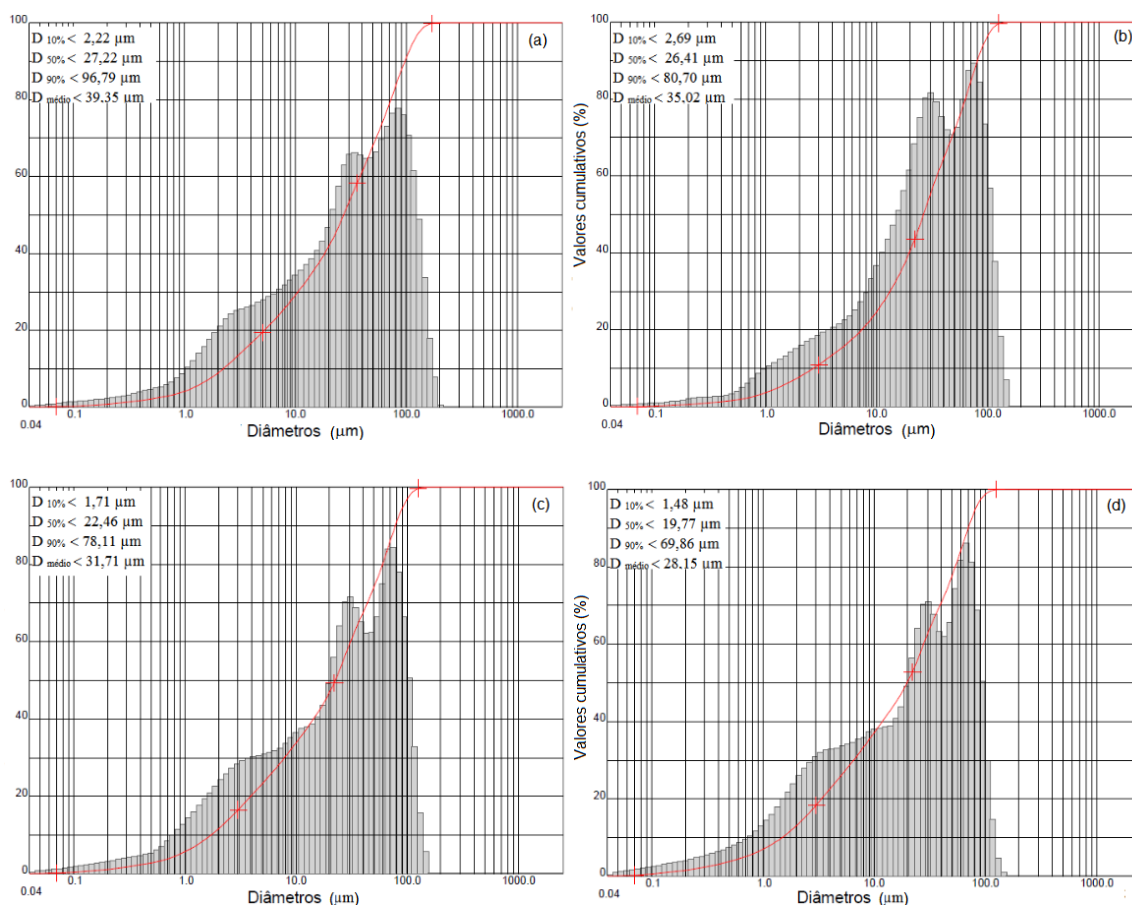 (a)
D 10% < 2,22 µm
D 50% < 27,22 µm
D 90% < 96,79 µm
D médio < 39,35 µm
100
80
60
40
20
0
0.04
0.1
1.0
10.0
100.0
1000.0
Diâmetros (µm)
(b)
D 10% < 2,69 µm
D 50% < 26,41 µm
D 90% < 80,70 µm
D médio < 35,02 µm
Valores cumulativos (%)
100
80
60
40
20
0
0.04
0.1
1.0
10.0
100.0
1000.0
Diâmetros (µm)
(c)
D 10% < 1,71 µm
D 50% < 22,46 µm
D 90% < 78,11 µm
D médio < 31,71 µm
100
80
60
40
20
0
0.04
0.1
1.0
10.0
100.0
1000.0
Diâmetros (µm)
(d)
D 10% < 1,48 µm
D 50% < 19,77 µm
D 90% < 69,86 µm
D médio < 28.15 µm
Valores cumulativos (%)
100
80
60
40
20
0
0.04
0.1
1.0
10.0
100.0
1000.0
Diâmetros (µm)